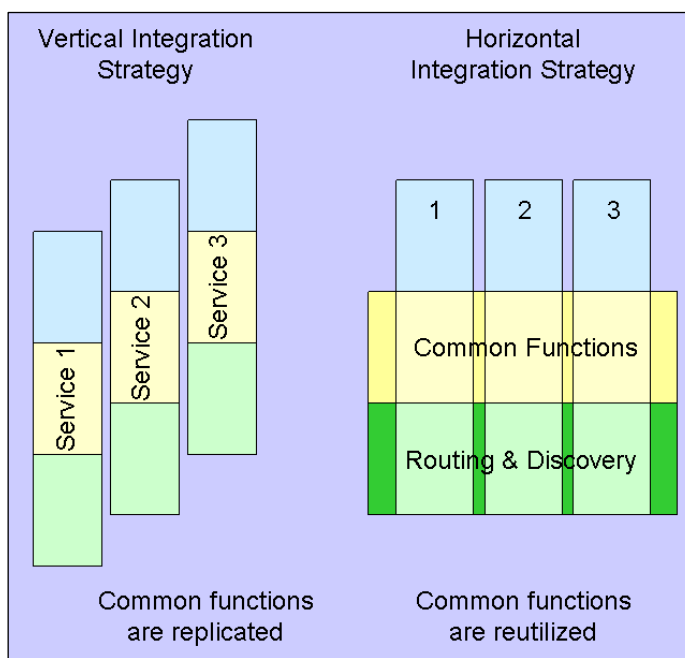 Vertical Integration
Strategy
Horizontal
Integration Strategy
Service 1
Service 2
Service 3
1
2
3
Common Functions
Routing & Discovery
Common functions
are replicated
Common functions
are reutilized